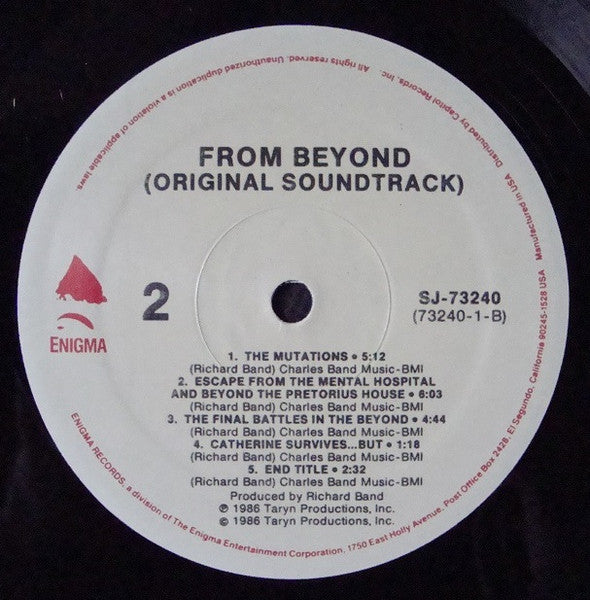 FROM BEYOND
(ORIGINAL SOUNDTRACK)
2
SJ-73240
(73240-1-B)
ENIGMA
1. THE MUTATIONS • 5:12
(Richard Band) Charles Band Music-BMI
2. ESCAPE FROM THE MENTAL HOSPITAL
AND BEYOND THE PRETORIUS HOUSE • 6:03
(Richard Band) Charles Band Music-BMI
3. THE FINAL BATTLES IN THE BEYOND • 4:44
(Richard Band) Charles Band Music-BMI
4. CATHERINE SURVIVES...BUT • 1:18
(Richard Band) Charles Band Music-BMI
5. END TITLE • 2:32
(Richard Band) Charles Band Music-BMI
Produced by Richard Band
℗ 1986 Taryn Productions, Inc.
© 1986 Taryn Productions, Inc.
ENIGMA RECORDS, a division of The Enigma Entertainment Corporation, 1750 East Holly Avenue, Post Office Box 2428, El Segundo, California 90245-1528 USA Manufactured in USA Distributed by Capitol Records, Inc. All rights reserved. Unauthorized duplication is a violation of applicable laws